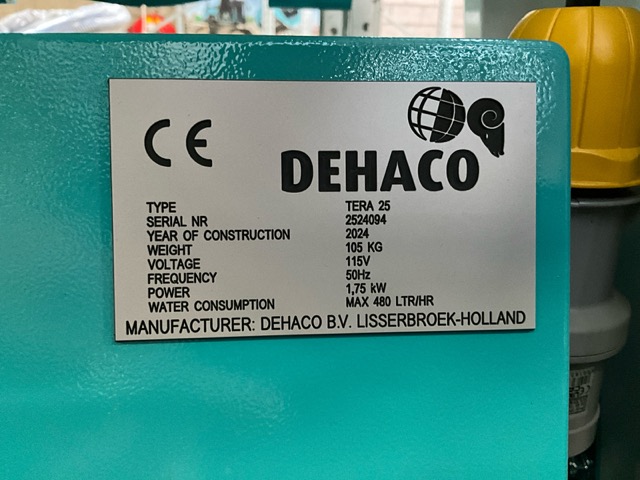 CE
DEHACO
TYPE TERA 25
SERIAL NR 2524094
YEAR OF CONSTRUCTION 2024
WEIGHT 105 KG
VOLTAGE 115V
FREQUENCY 50Hz
POWER 1,75 kW
WATER CONSUMPTION MAX 480 LTR/HR
MANUFACTURER: DEHACO B.V. LISSERBROEK-HOLLAND